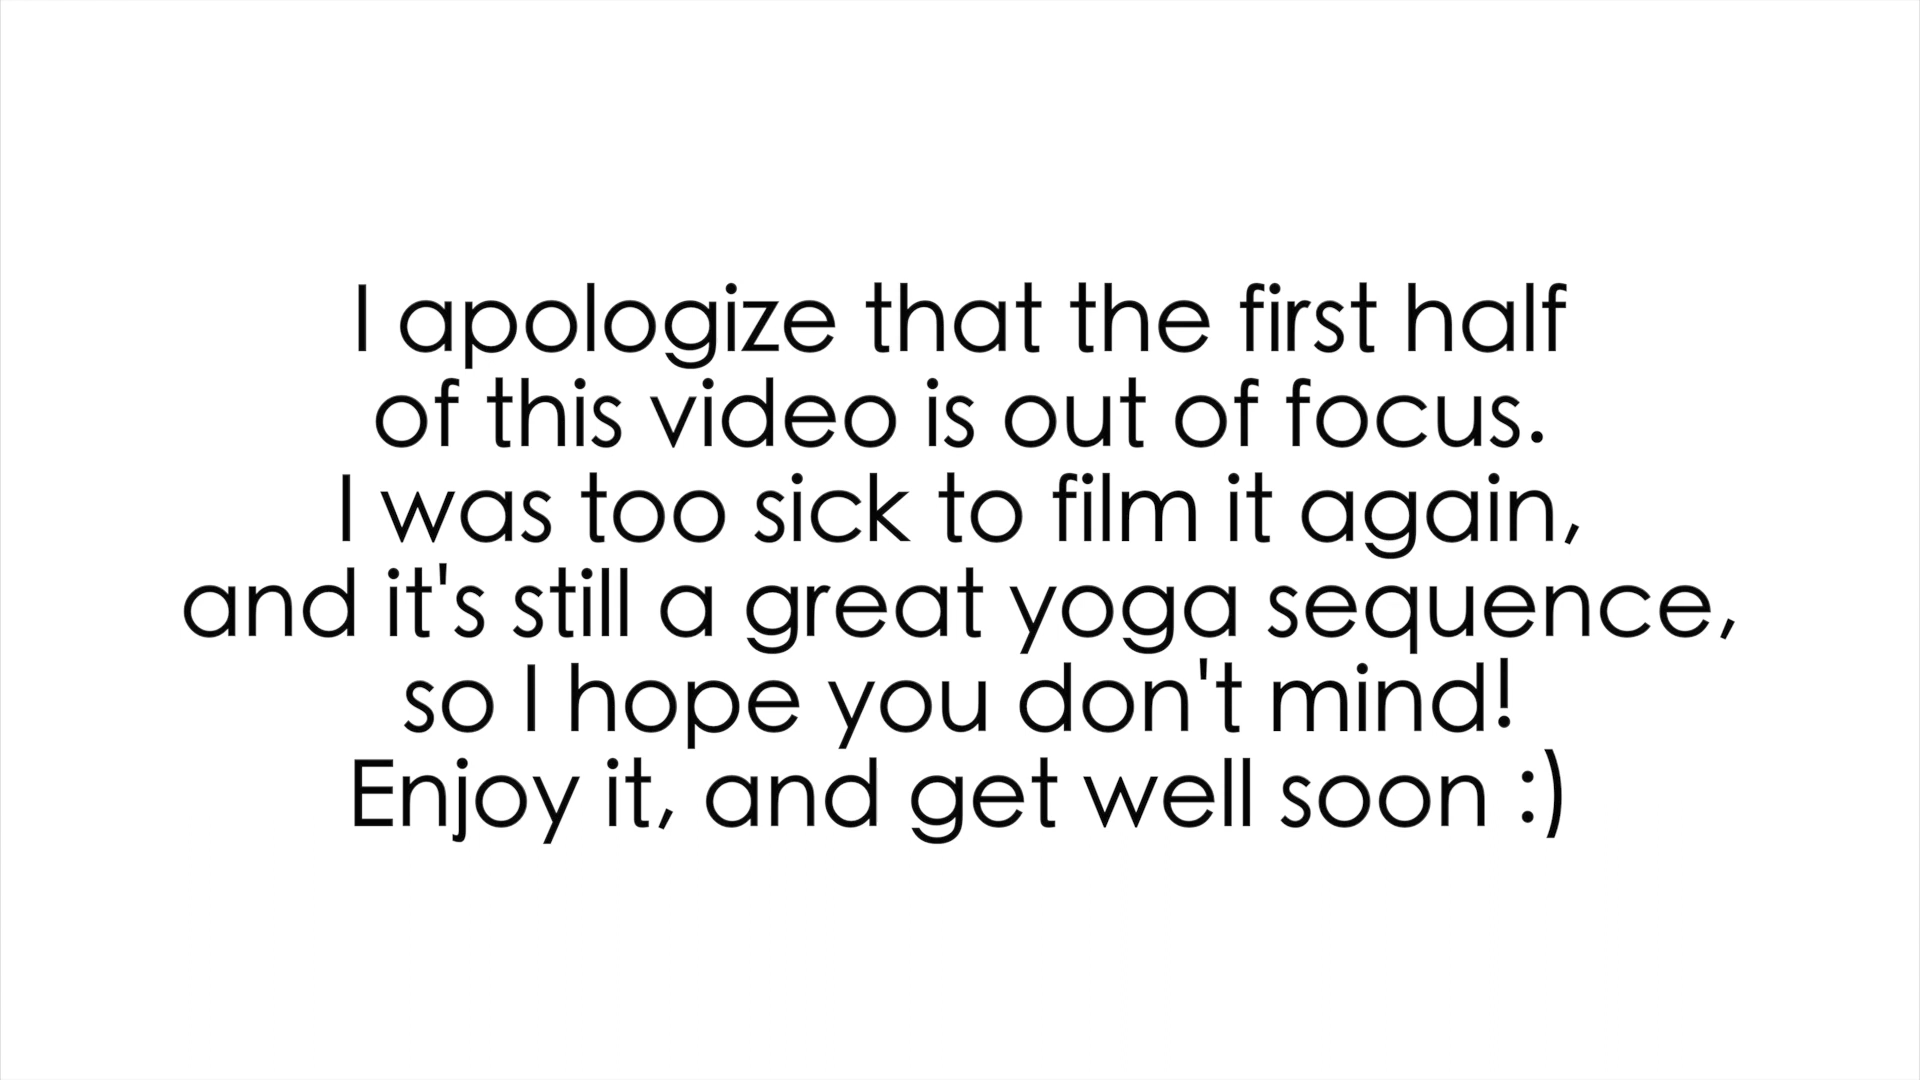 I apologize that the first half
of this video is out of focus.
I was too sick to film it again,
and it's still a great yoga sequence,
so I hope you don't mind!
Enjoy it, and get well soon :)